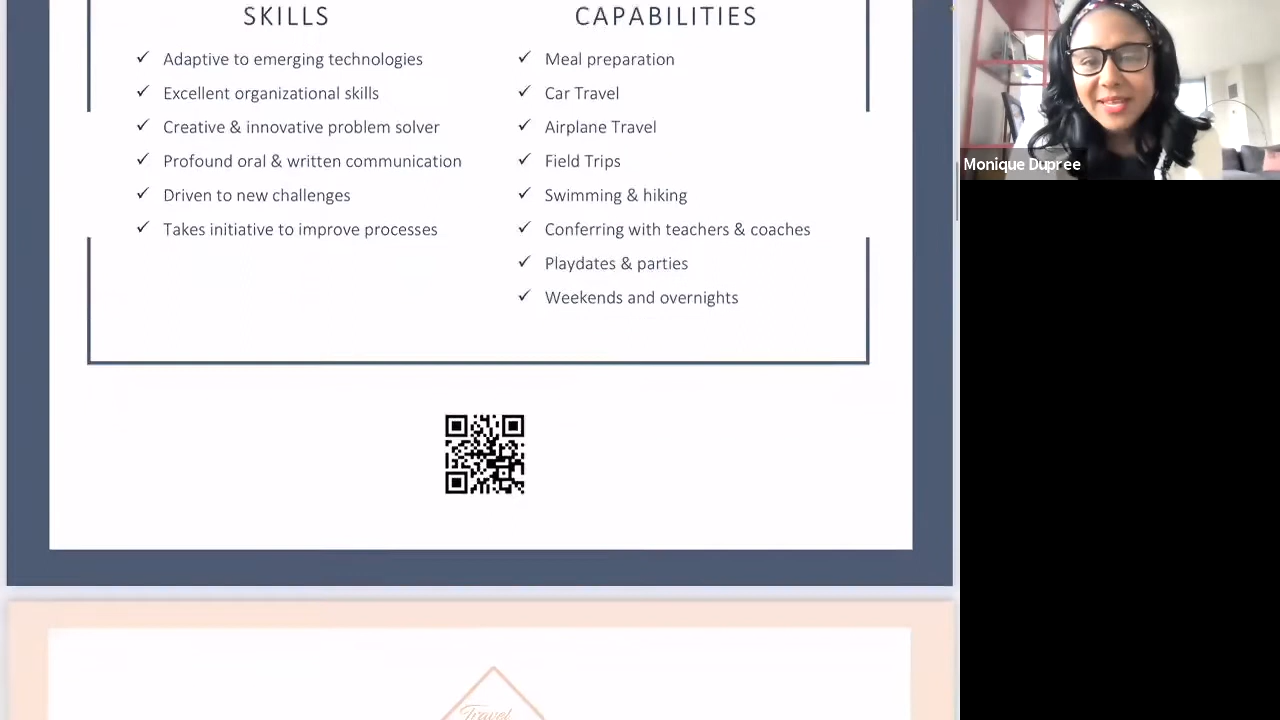 SKILLS
Adaptive to emerging technologies
Excellent organizational skills
Creative & innovative problem solver
Profound oral & written communication
Driven to new challenges
Takes initiative to improve processes
CAPABILITIES
Meal preparation
Car Travel
Airplane Travel
Field Trips
Swimming & hiking
Conferring with teachers & coaches
Playdates & parties
Weekends and overnights
Travel
Monique Dupree